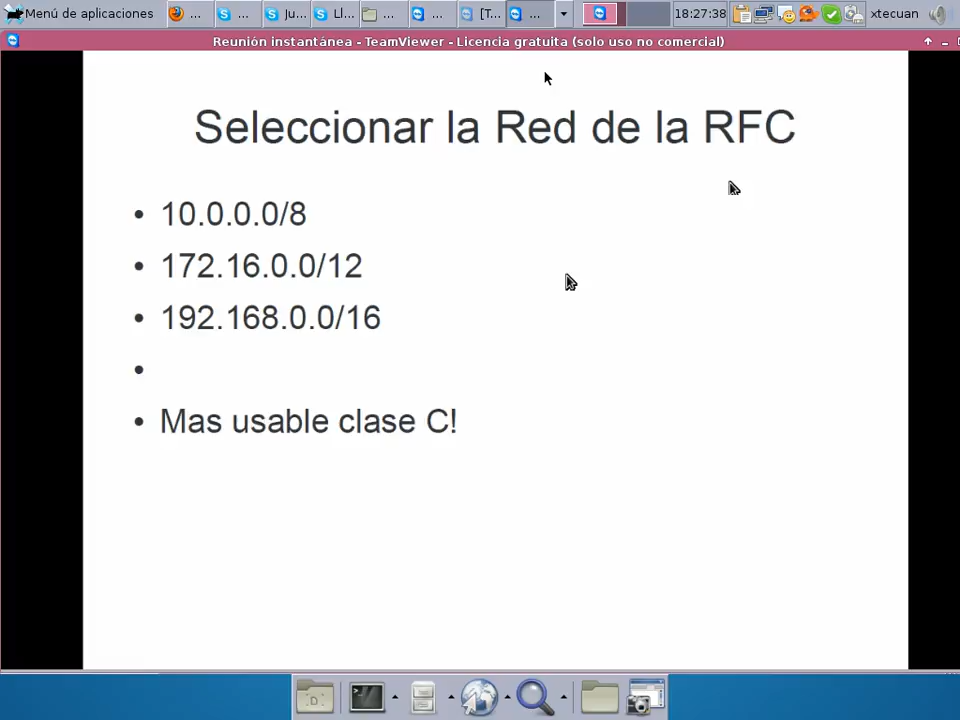 Menú de aplicaciones
...
...
Ju...
Ll...
...
...
[T...
...
18:27:38
xtecuan
Reunión instantánea - TeamViewer - Licencia gratuita (solo uso no comercial)
Seleccionar la Red de la RFC
• 10.0.0.0/8
• 172.16.0.0/12
• 192.168.0.0/16
•
• Mas usable clase C!